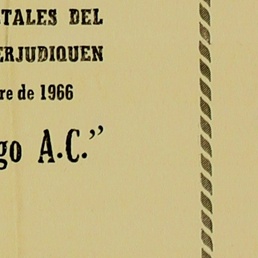 TALES DEL
ERJUDIQUEN
re de 1966
go A.C."